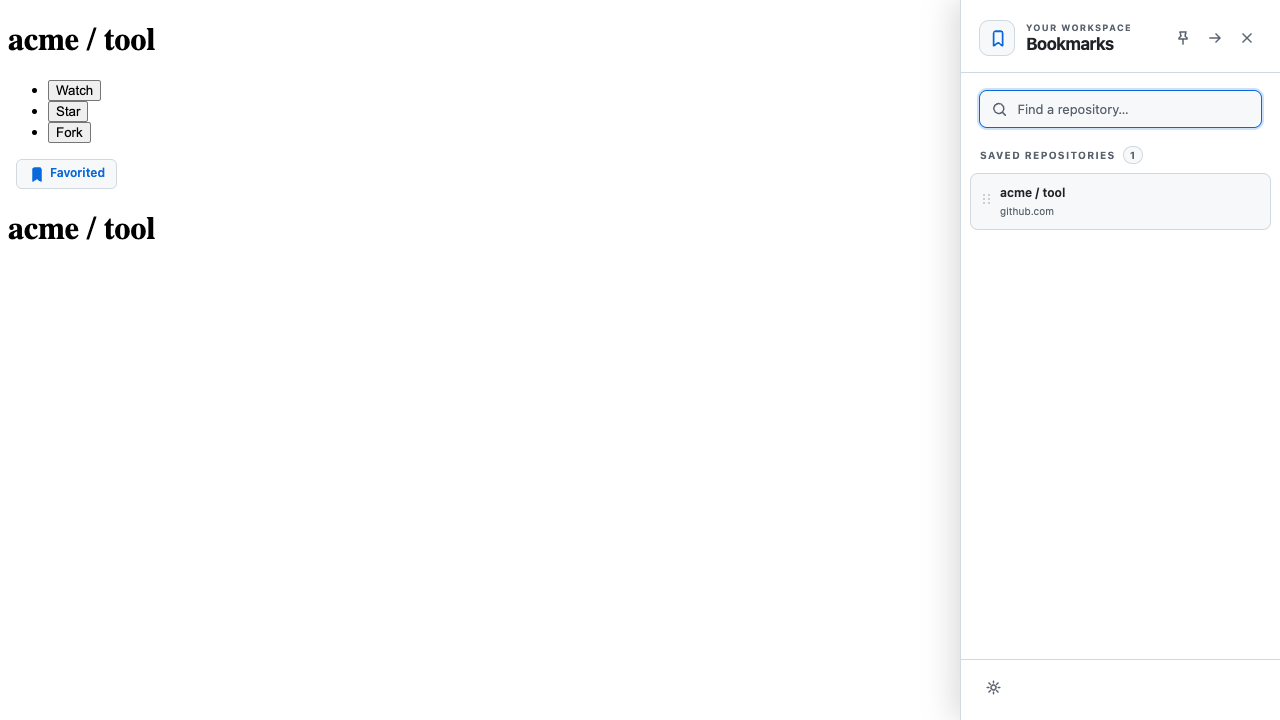 acme / tool
Watch
Star
Fork
Favorited
acme / tool
YOUR WORKSPACE
Bookmarks
Find a repository...
SAVED REPOSITORIES 1
acme / tool
github.com